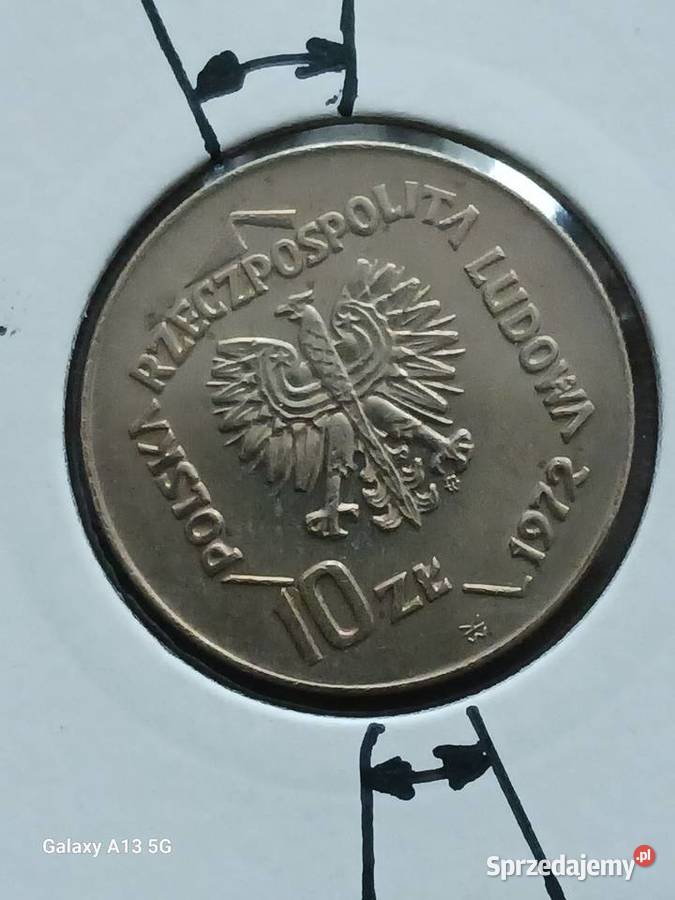 POLSKA RZECZPOSPOLITA LUDOWA 1972
10 ZŁ
Galaxy A13 5G
Sprzedajemy.pl